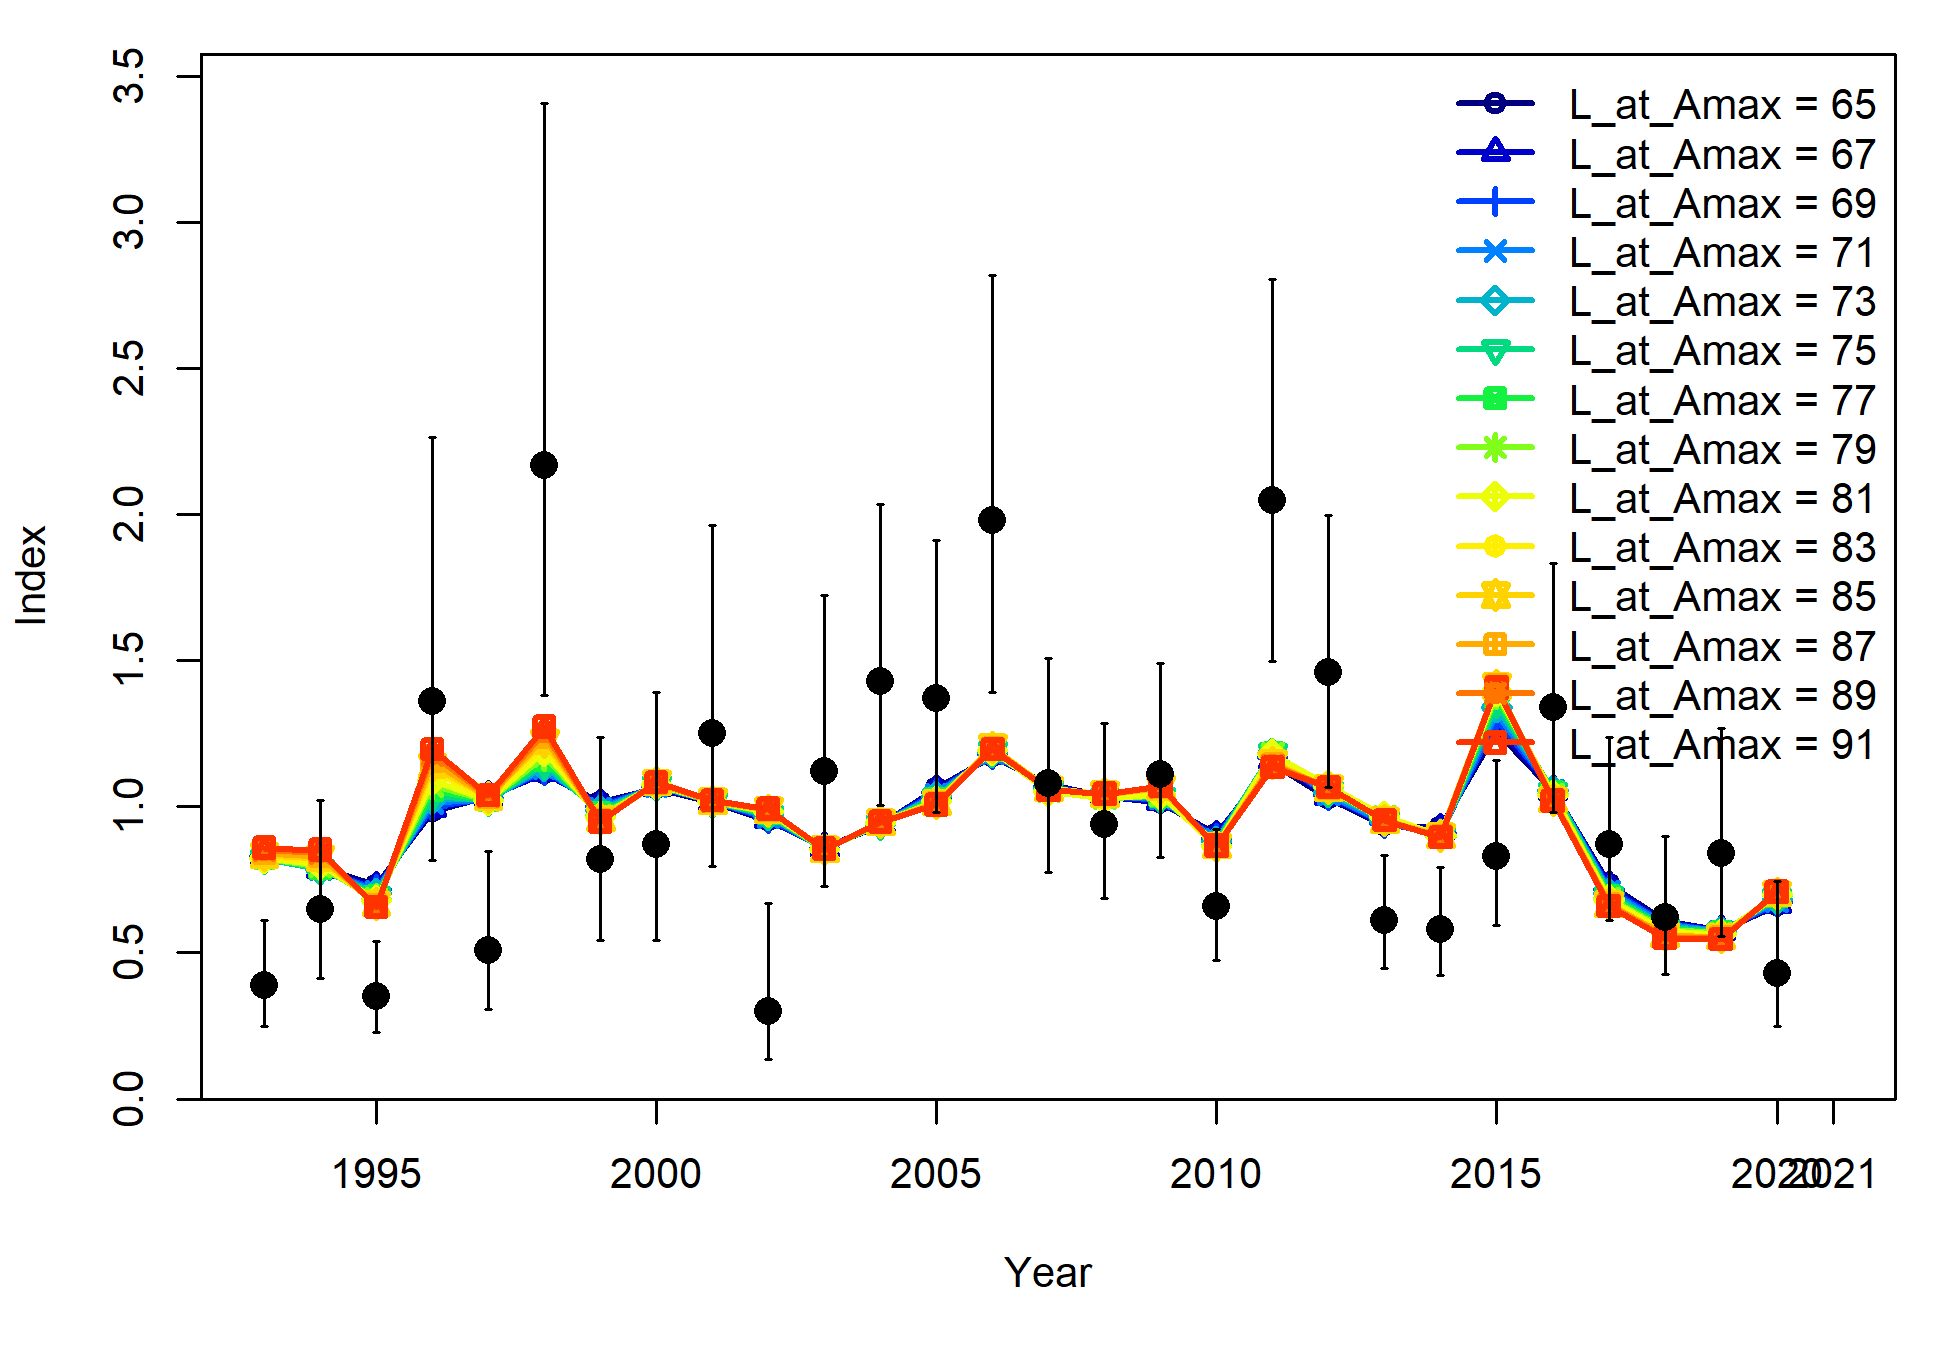 3.5
3.0
2.5
2.0
1.5
1.0
0.5
0.0
Index
L_at_Amax = 65
L_at_Amax = 67
L_at_Amax = 69
L_at_Amax = 71
L_at_Amax = 73
L_at_Amax = 75
L_at_Amax = 77
L_at_Amax = 79
L_at_Amax = 81
L_at_Amax = 83
L_at_Amax = 85
L_at_Amax = 87
L_at_Amax = 89
L_at_Amax = 91
1995 2000 2005 2010 2015 2020 2021
Year